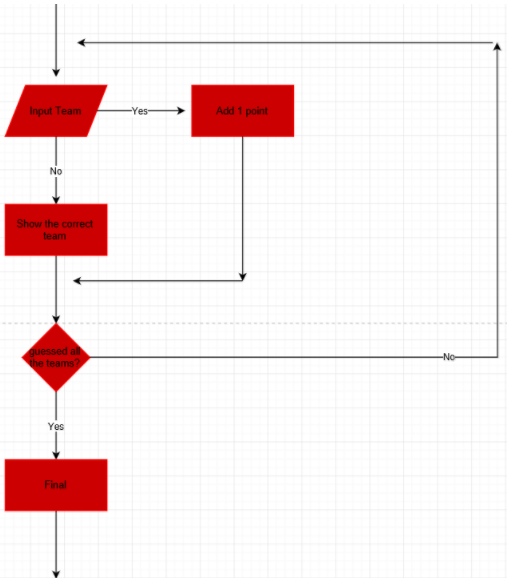 Input Team
Yes
Add 1 point
No
Show the correct
team
guessed all
the teams?
No
Yes
Final